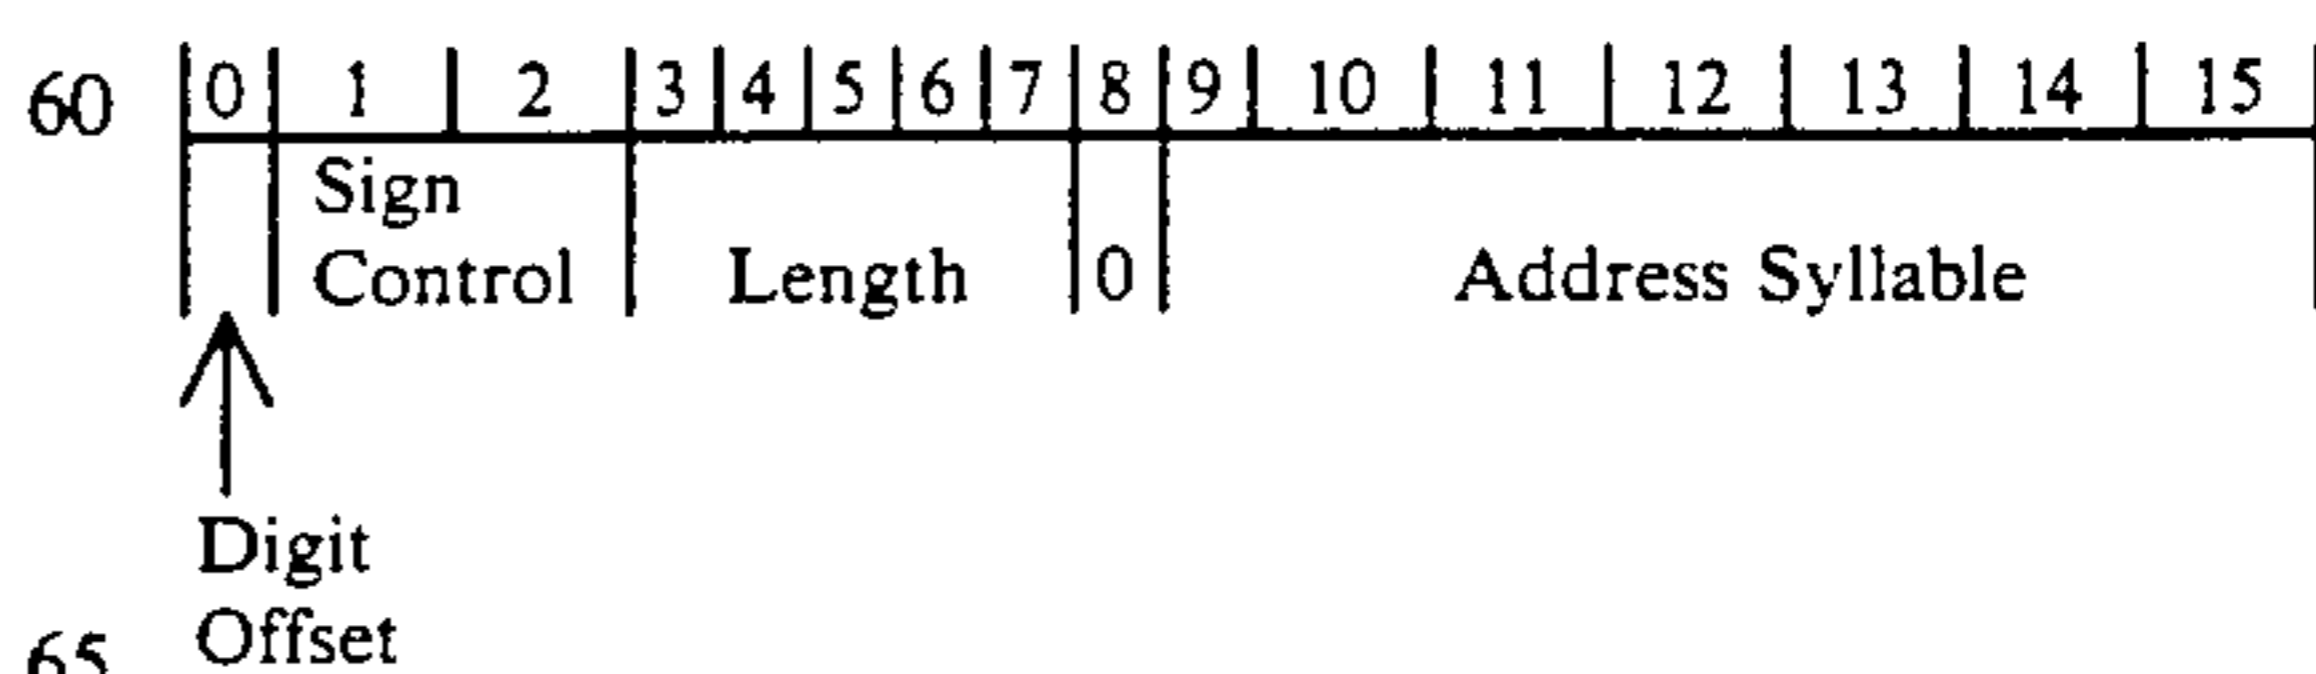 60 0 1 2 3 4 5 6 7 8 9 10 11 12 13 14 15
Sign
Control Length 0 Address Syllable
Digit
65 Offset